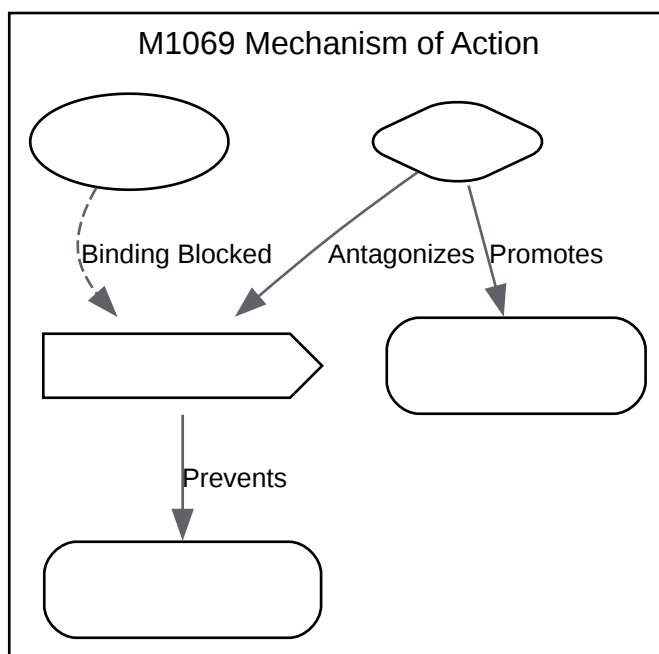 M1069 Mechanism of Action
Binding Blocked
Antagonizes
Promotes
Prevents